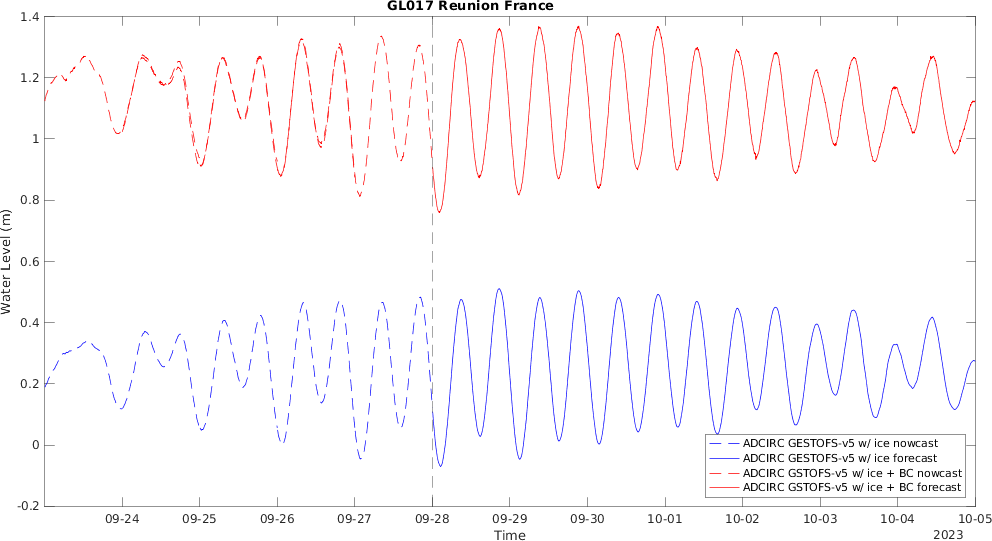 GL017 Reunion France
1.4
1.2
1
0.8
0.6
0.4
0.2
0
-0.2
Water Level (m)
ADCIRC GESTOFS-v5 w/ ice nowcast
ADCIRC GESTOFS-v5 w/ ice forecast
ADCIRC GSTOFS-v5 w/ ice + BC nowcast
ADCIRC GSTOFS-v5 w/ ice + BC forecast
09-24 09-25 09-26 09-27 09-28 09-29 09-30 10-01 10-02 10-03 10-04 10-05
Time
2023